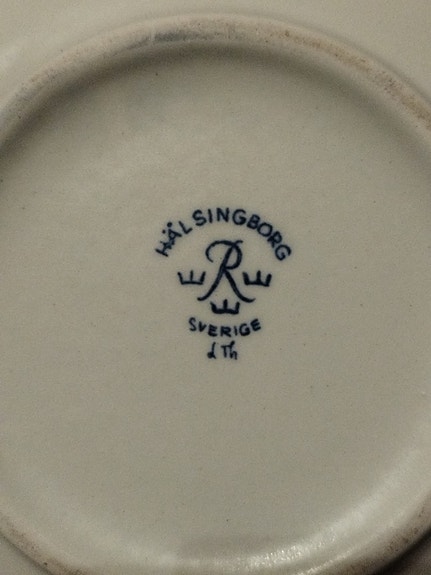 HÄLSINGBORG
R
SVERIGE
d Th